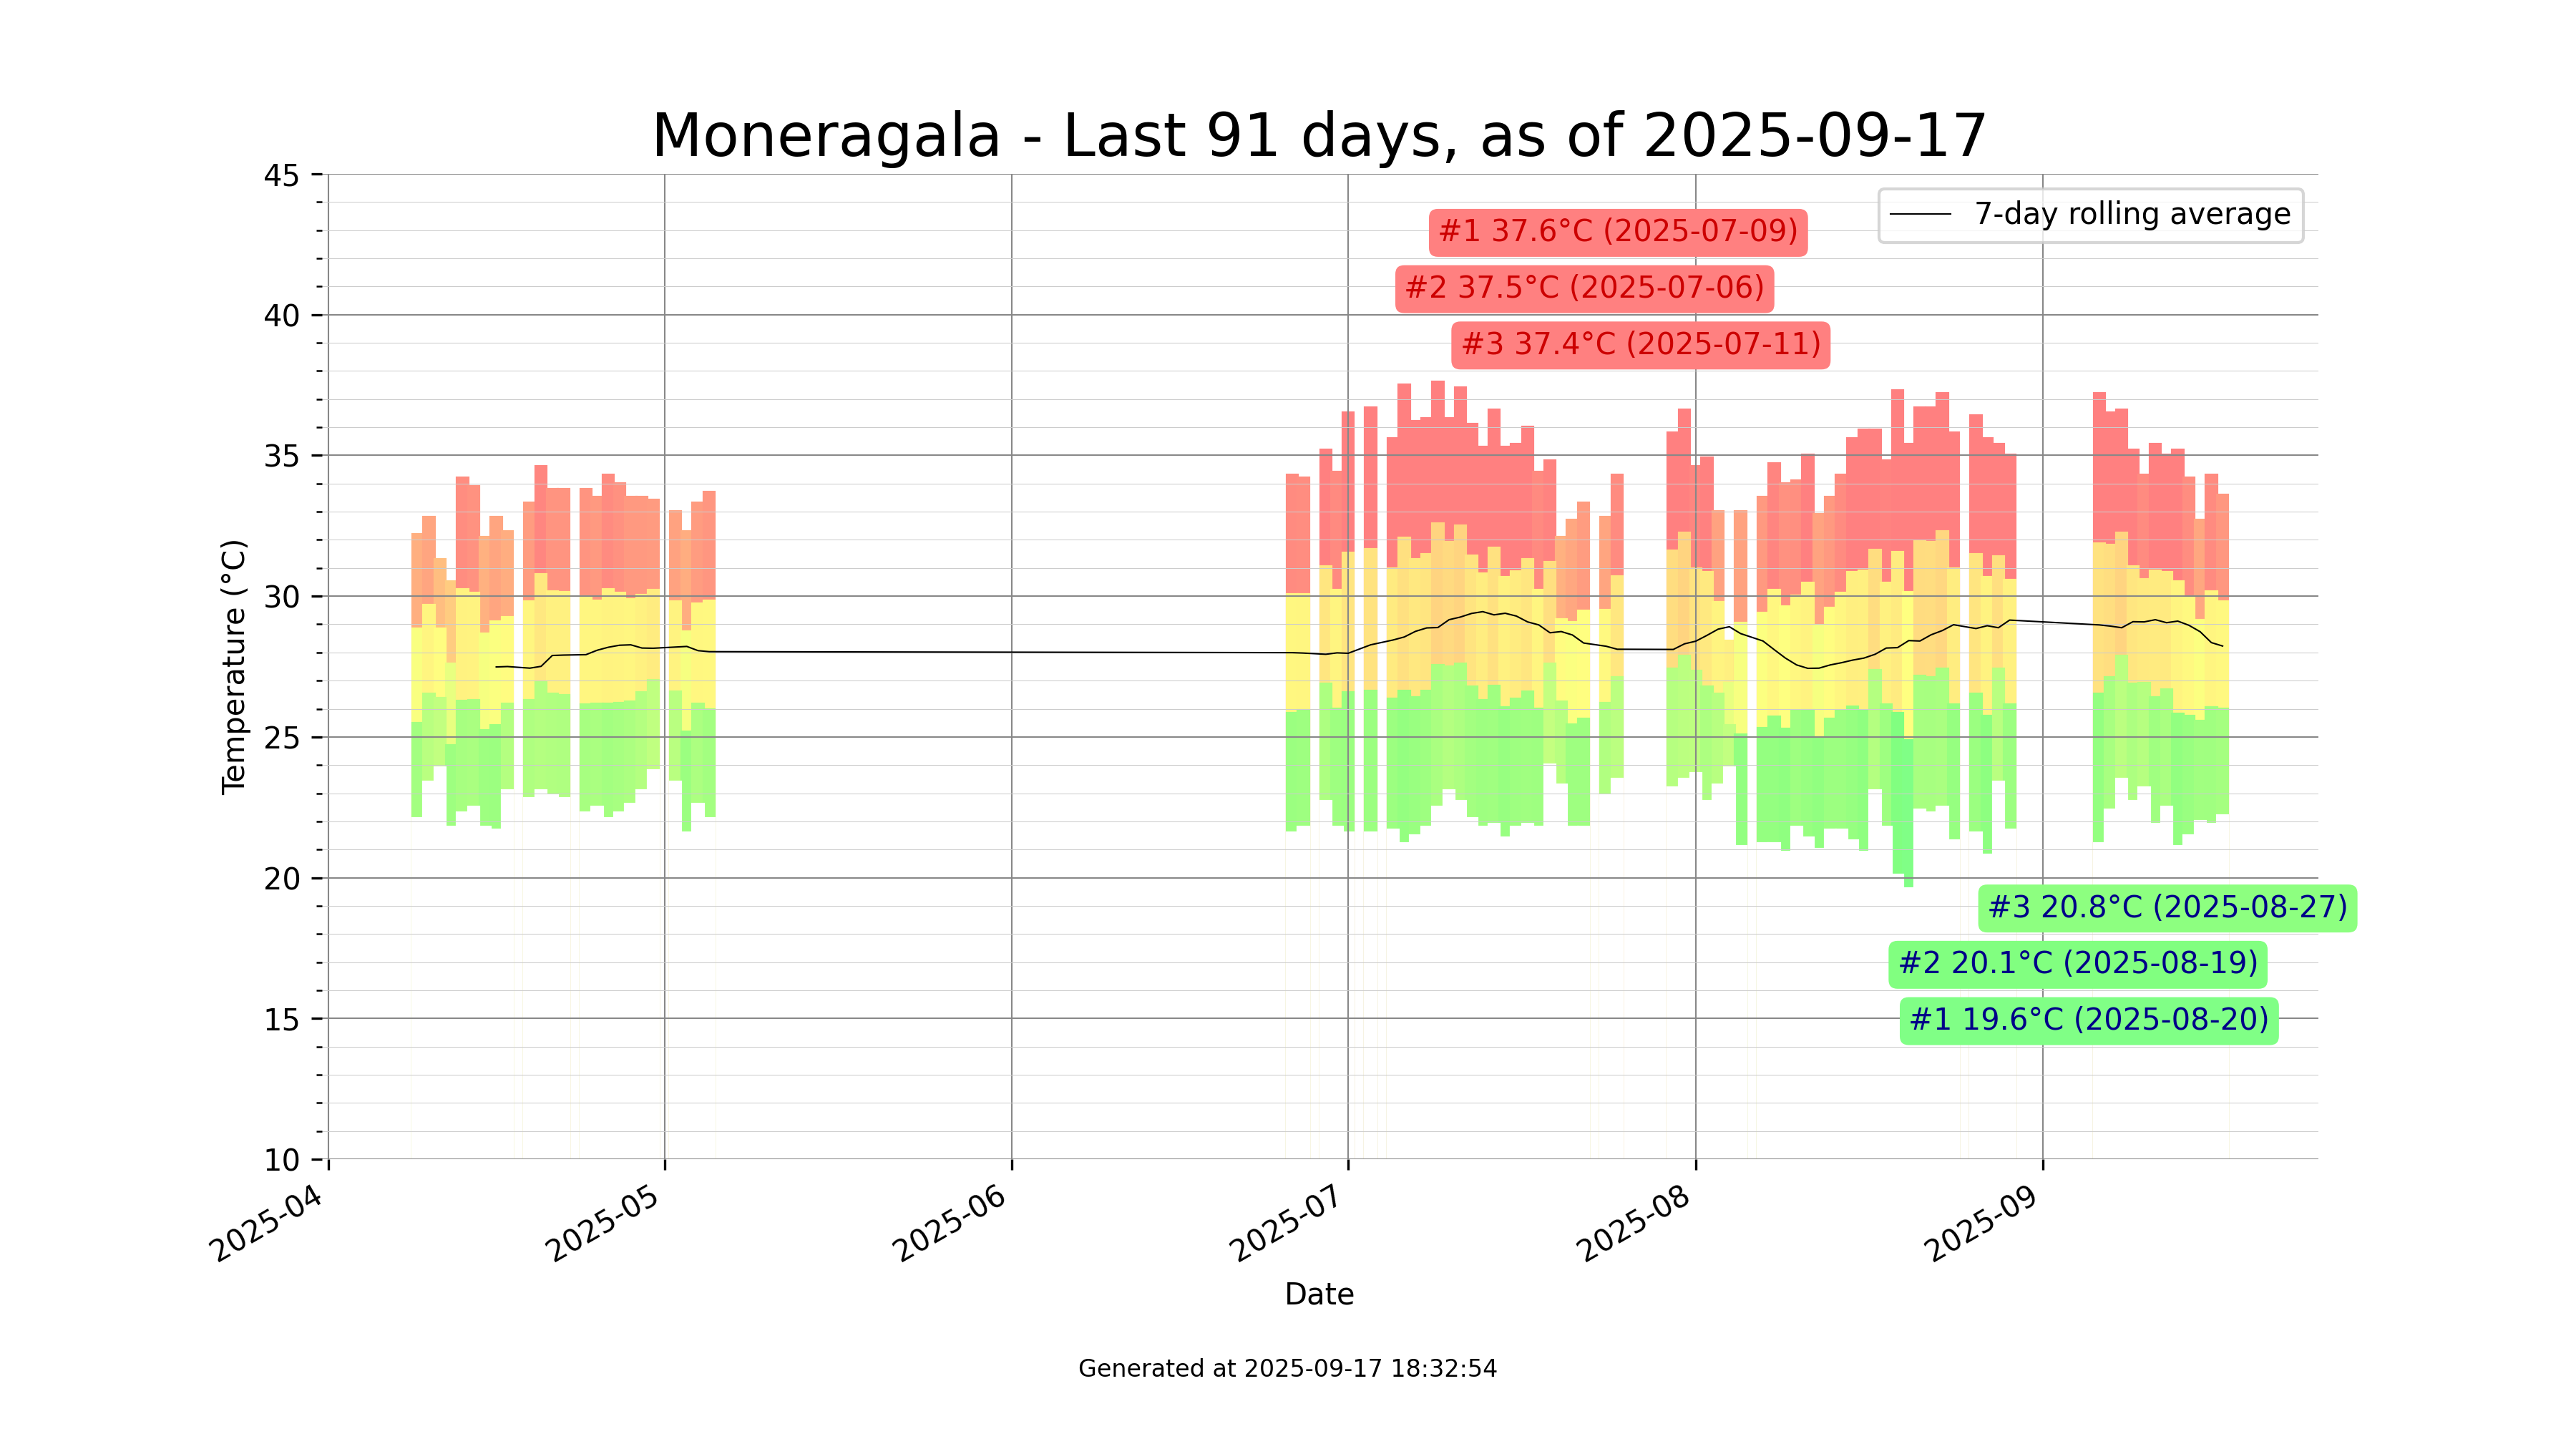 Moneragala - Last 91 days, as of 2025-09-17
7-day rolling average
#1 37.6°C (2025-07-09)
#2 37.5°C (2025-07-06)
#3 37.4°C (2025-07-11)
45
40
35
30
25
20
15
10
Temperature (°C)
#3 20.8°C (2025-08-27)
#2 20.1°C (2025-08-19)
#1 19.6°C (2025-08-20)
2025-04
2025-05
2025-06
2025-07
2025-08
2025-09
Date
Generated at 2025-09-17 18:32:54